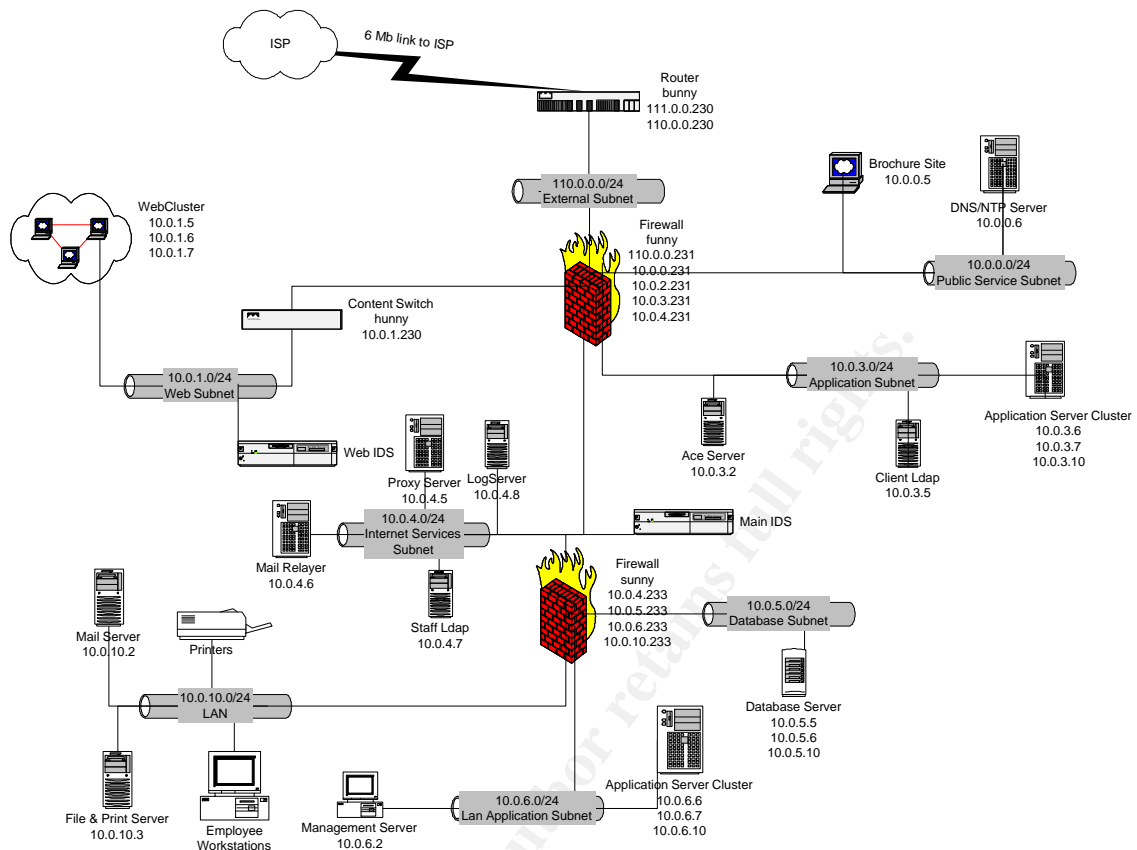 ISP
6 Mb link to ISP
Router
bunny
111.0.0.230
110.0.0.230
110.0.0.0/24
External Subnet
Brochure Site
10.0.0.5
DNS/NTP Server
10.0.0.6
10.0.0.0/24
Public Service Subnet
WebCluster
10.0.1.5
10.0.1.6
10.0.1.7
Firewall
funny
110.0.0.231
10.0.0.231
10.0.2.231
10.0.3.231
10.0.4.231
Content Switch
hunny
10.0.1.230
10.0.1.0/24
Web Subnet
Web IDS
10.0.3.0/24
Application Subnet
Application Server Cluster
10.0.3.6
10.0.3.7
10.0.3.10
Ace Server
10.0.3.2
Client Ldap
10.0.3.5
Proxy Server
10.0.4.5
LogServer
10.0.4.8
10.0.4.0/24
Internet Services
Subnet
Main IDS
Mail Relayer
10.0.4.6
Staff Ldap
10.0.4.7
Firewall
sunny
10.0.4.233
10.0.5.233
10.0.6.233
10.0.10.233
10.0.5.0/24
Database Subnet
Database Server
10.0.5.5
10.0.5.6
10.0.5.10
Mail Server
10.0.10.2
Printers
10.0.10.0/24
LAN
File & Print Server
10.0.10.3
Employee
Workstations
Management Server
10.0.6.2
10.0.6.0/24
Lan Application Subnet
Application Server Cluster
10.0.6.6
10.0.6.7
10.0.6.10
author retains full rights.